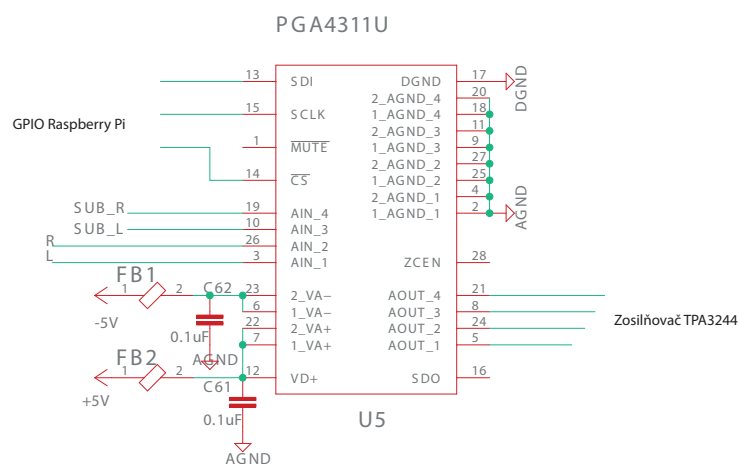 PGA4311U
GPIO Raspberry Pi
13 SDI
15 SCLK
1 MUTE
14 CS
SUB_R 19 AIN_4
SUB_L 10 AIN_3
R 26 AIN_2
L 3 AIN_1
FB1
1 2
-5V
C62
0.1uF
AGND
23 2_VA-
6 1_VA-
22 2_VA+
7 1_VA+
FB2
1 2
+5V
12 VD+
C61
0.1uF
AGND
DGND 17
DGND
2_AGND_4 20
1_AGND_4 18
2_AGND_3 11
1_AGND_3 9
2_AGND_2 27
1_AGND_2 25
2_AGND_1 4
1_AGND_1 2
AGND
ZCEN 28
AOUT_4 21
AOUT_3 8
AOUT_2 24
AOUT_1 5
Zosilňovač TPA3244
SDO 16
U5